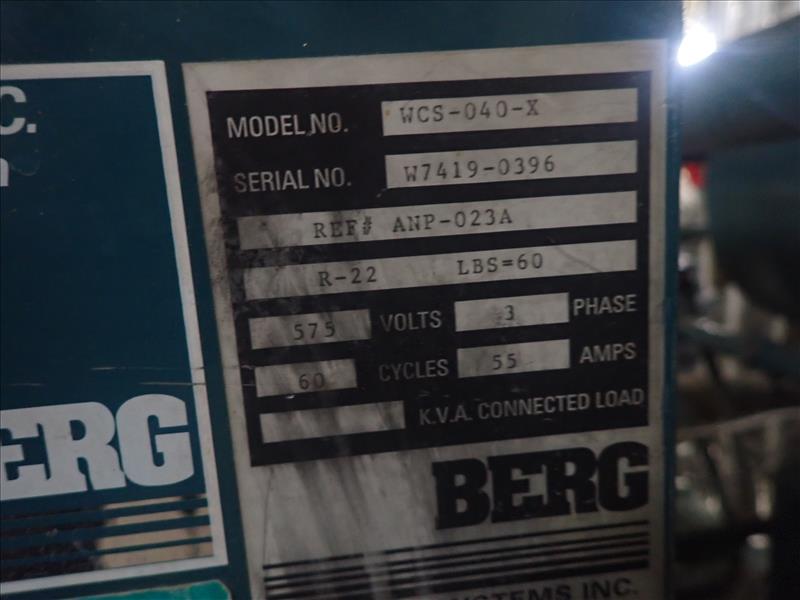 C.
MODEL NO. WCS-040-X
SERIAL NO. W7419-0396
REF# ANP-023A
R-22 LBS=60
575 VOLTS 3 PHASE
60 CYCLES 55 AMPS
K.V.A. CONNECTED LOAD
ERG
BERG
SYSTEMS INC.